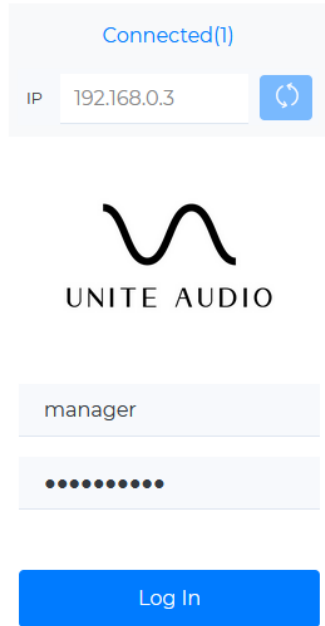 Connected(1)
IP 192.168.0.3
UNITE AUDIO
manager
••••••••••
Log In